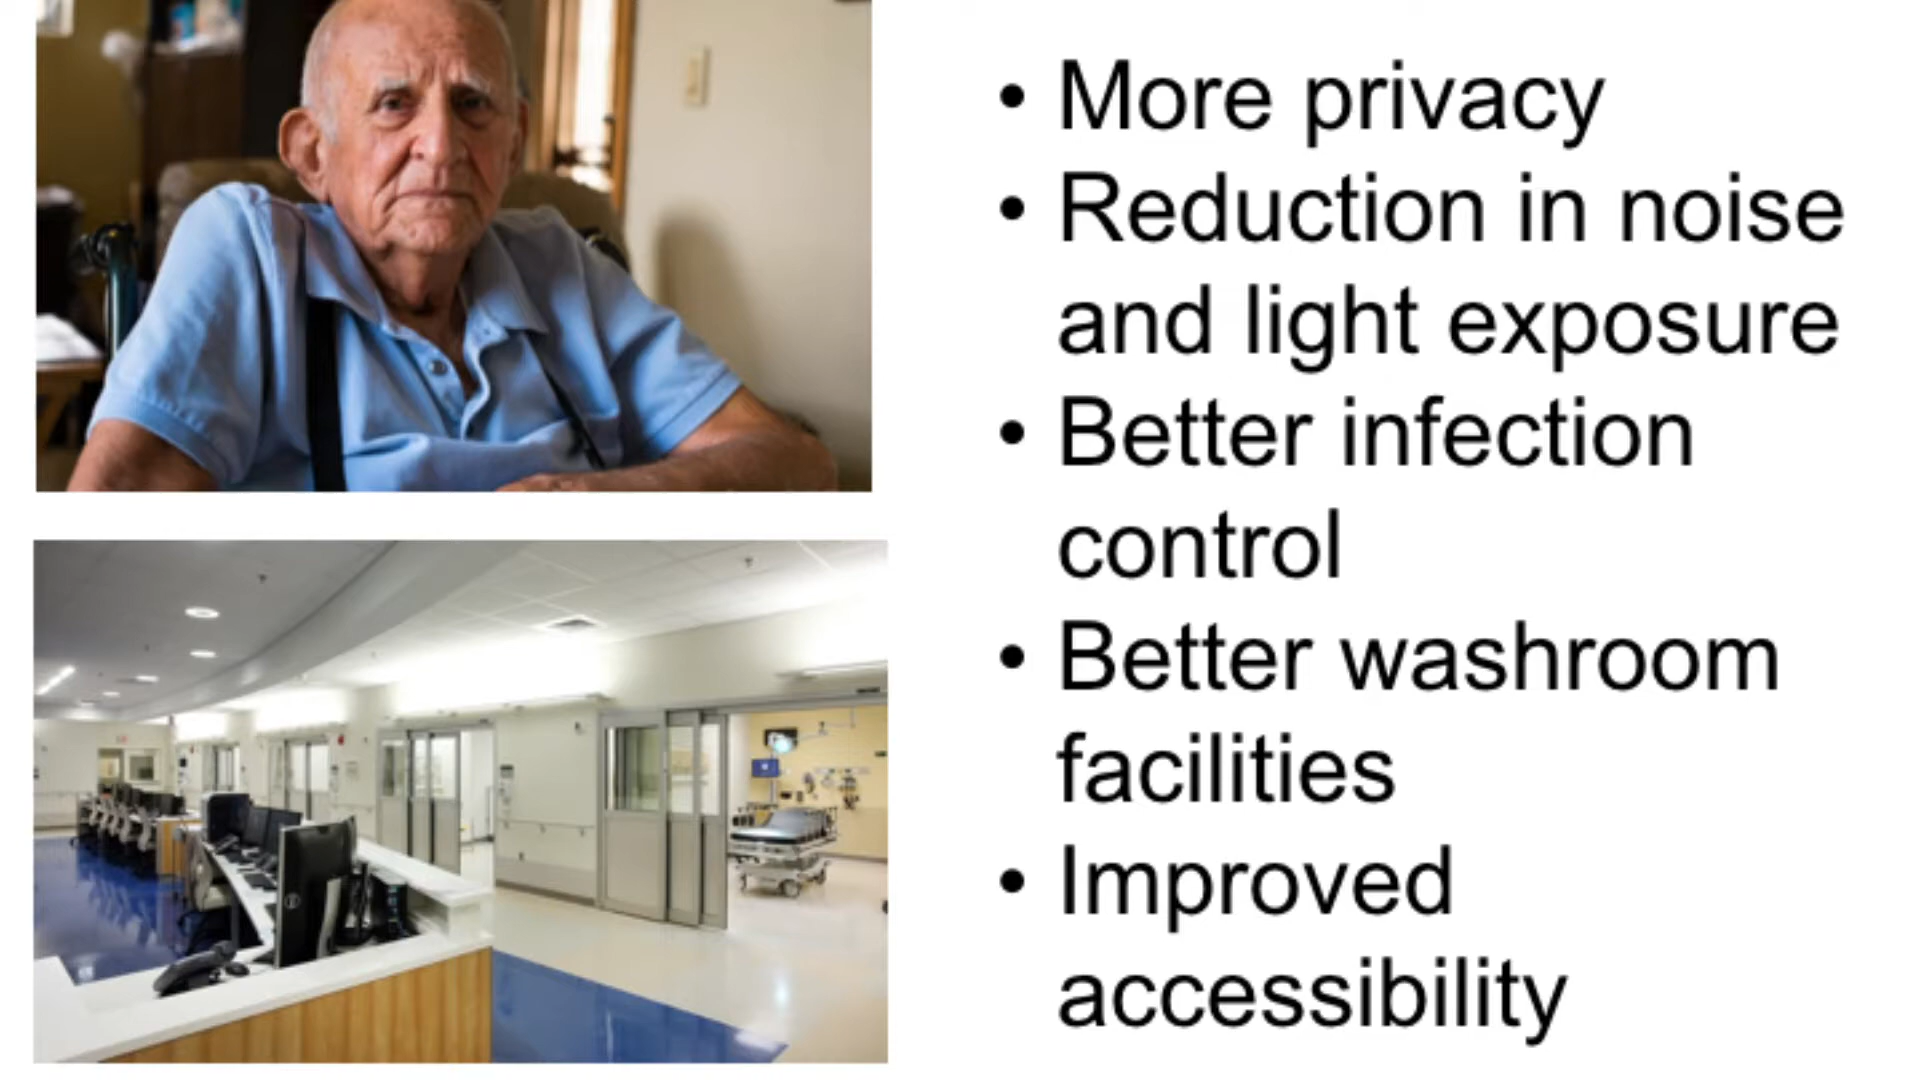 • More privacy
• Reduction in noise
and light exposure
• Better infection
control
• Better washroom
facilities
• Improved
accessibility